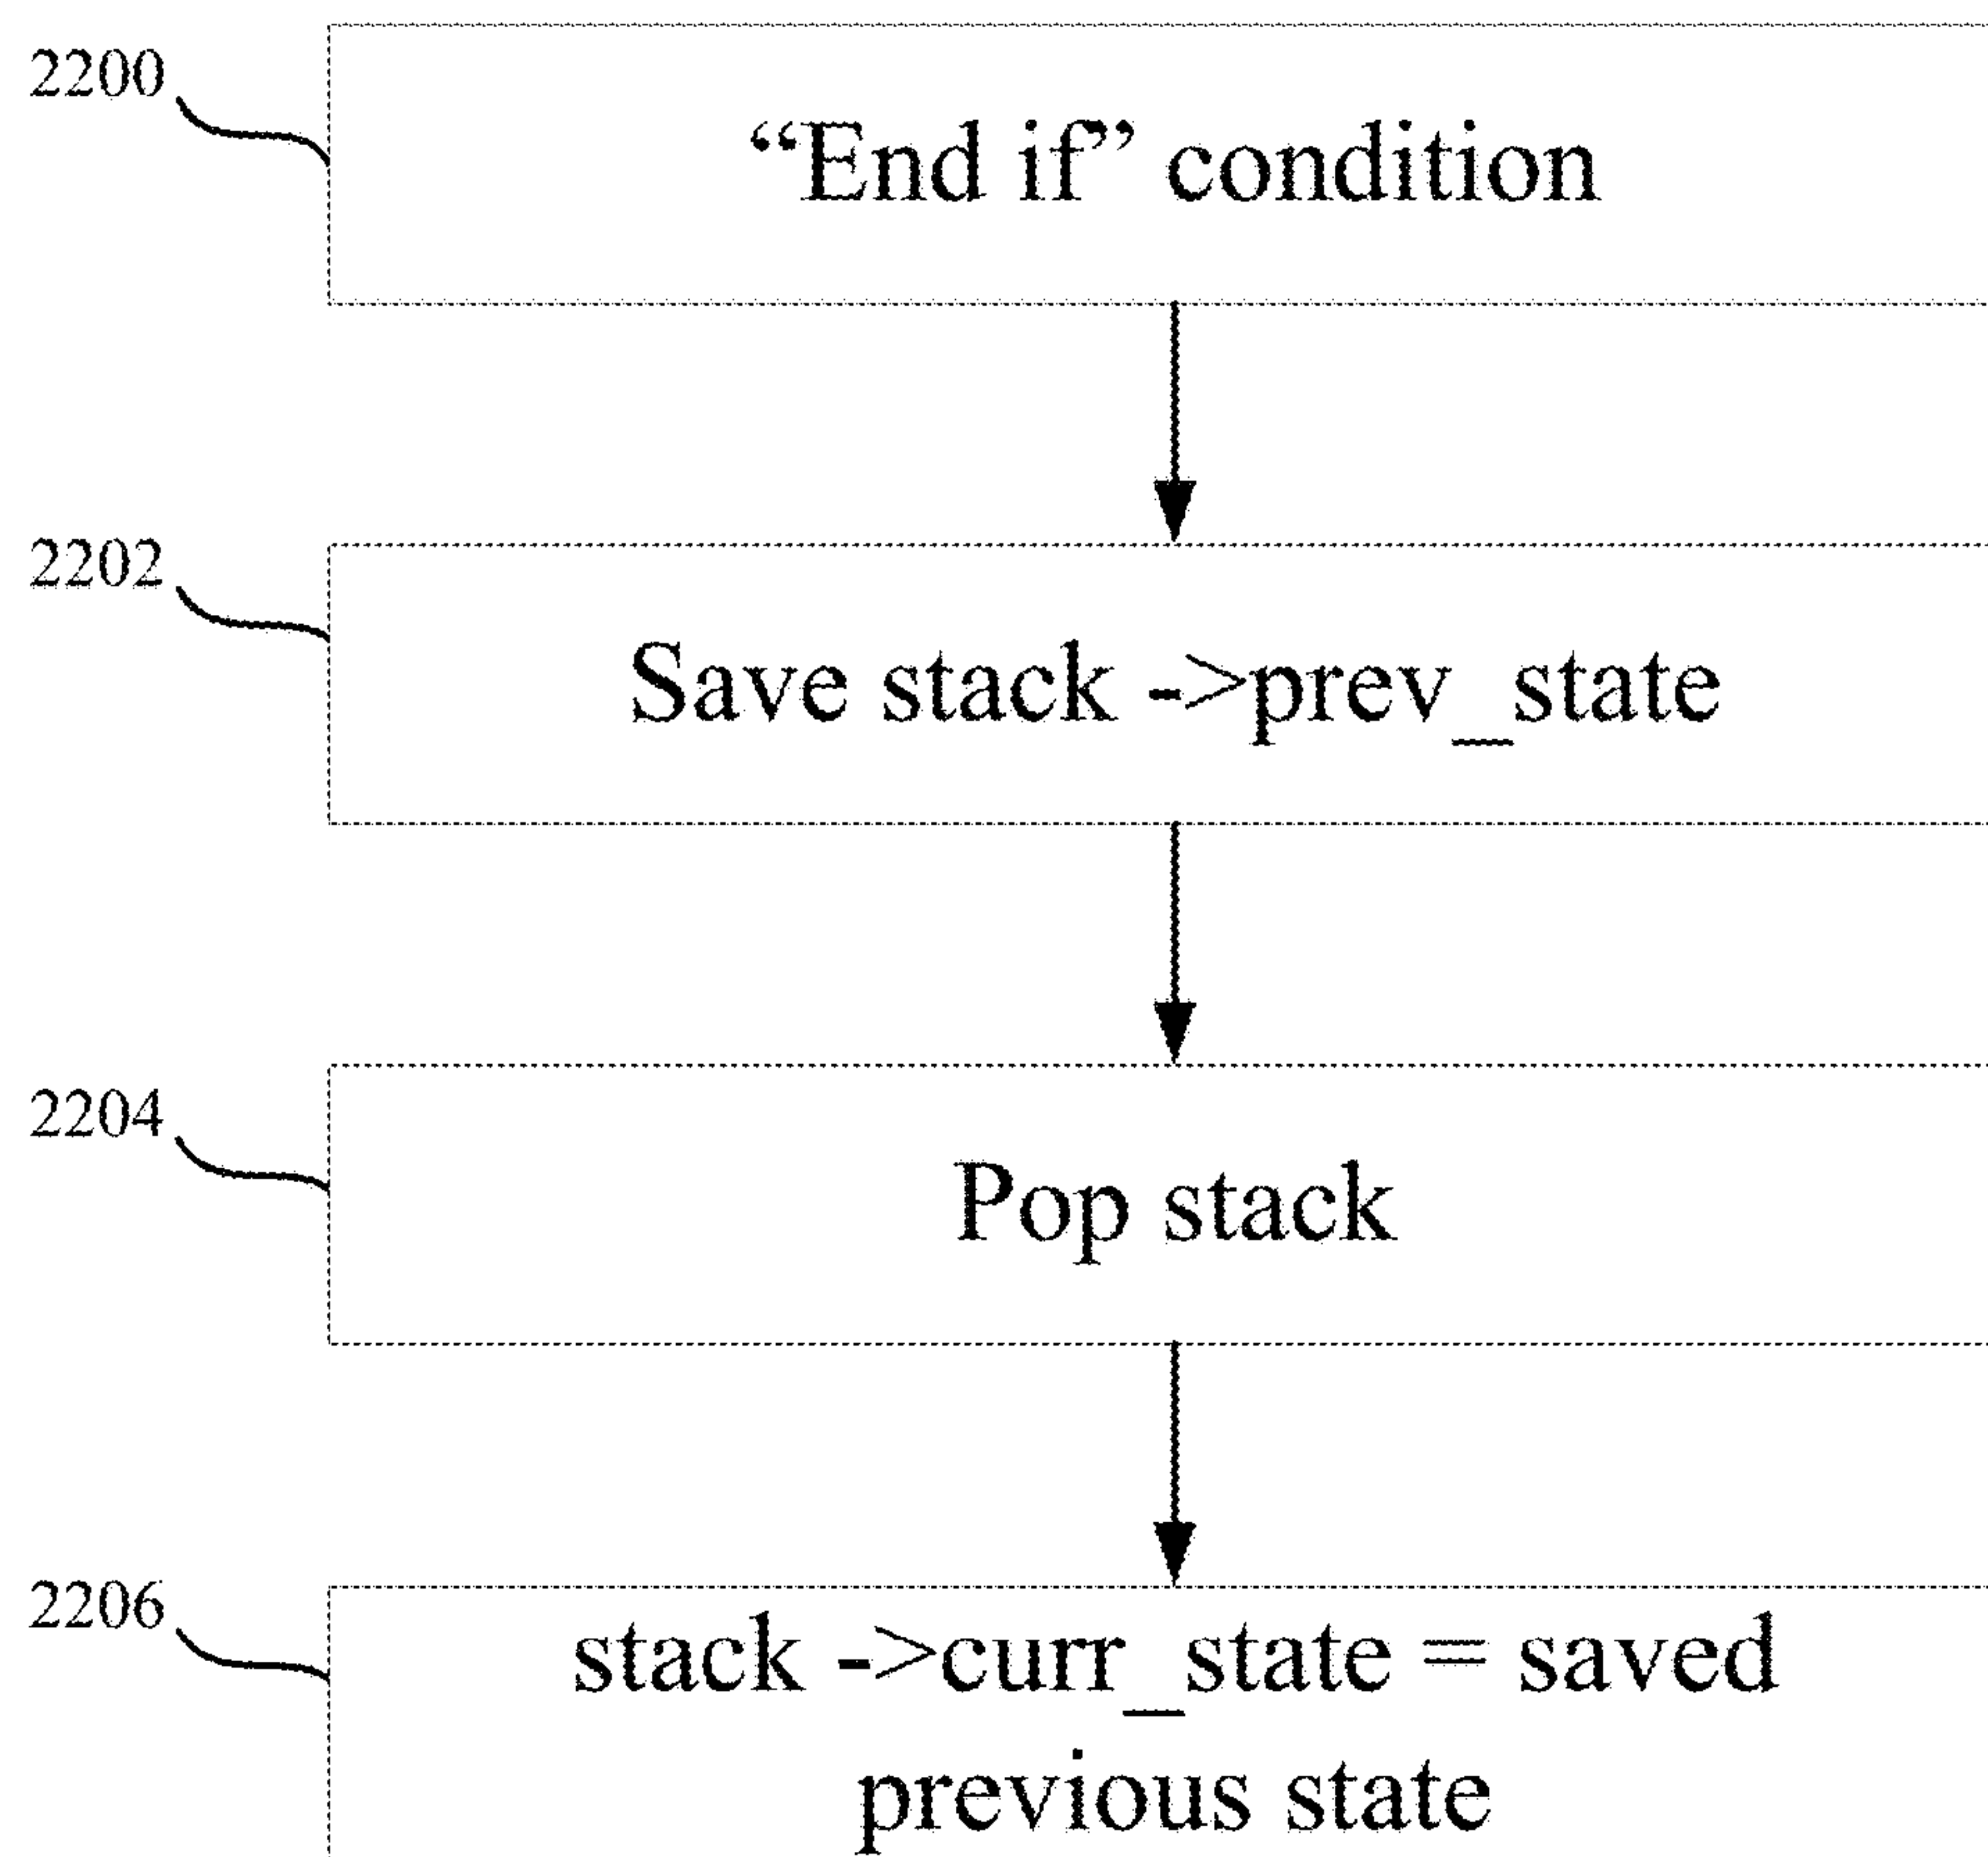 2200
“End if” condition
2202
Save stack ->prev_state
2204
Pop stack
2206
stack ->curr_state = saved
previous state